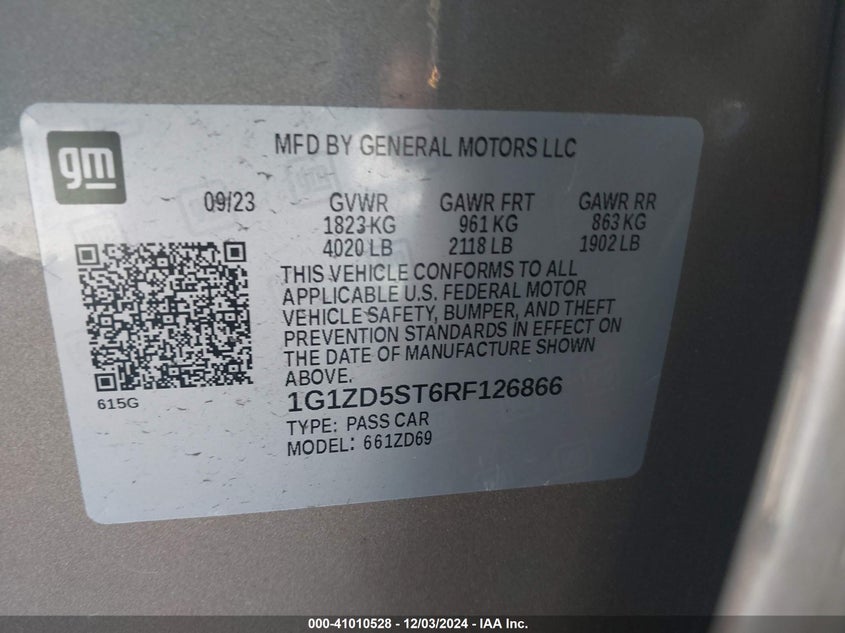 gm
MFD BY GENERAL MOTORS LLC
09/23 GVWR GAWR FRT GAWR RR
1823 KG 961 KG 863 KG
4020 LB 2118 LB 1902 LB
THIS VEHICLE CONFORMS TO ALL
APPLICABLE U.S. FEDERAL MOTOR
VEHICLE SAFETY, BUMPER, AND THEFT
PREVENTION STANDARDS IN EFFECT ON
THE DATE OF MANUFACTURE SHOWN
ABOVE.
615G
1G1ZD5ST6RF126866
TYPE: PASS CAR
MODEL: 661ZD69
000-41010528 - 12/03/2024 - IAA Inc.